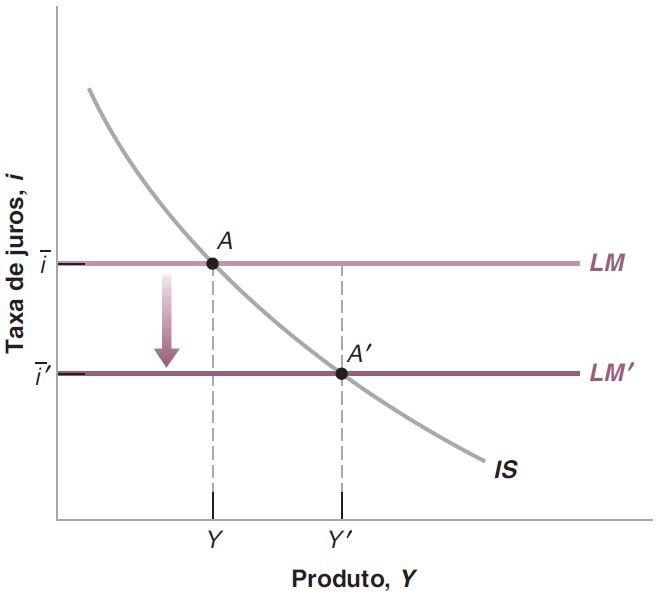 Taxa de juros, i
A
i̅
LM
A′
i̅′
LM′
IS
Y
Y′
Produto, Y